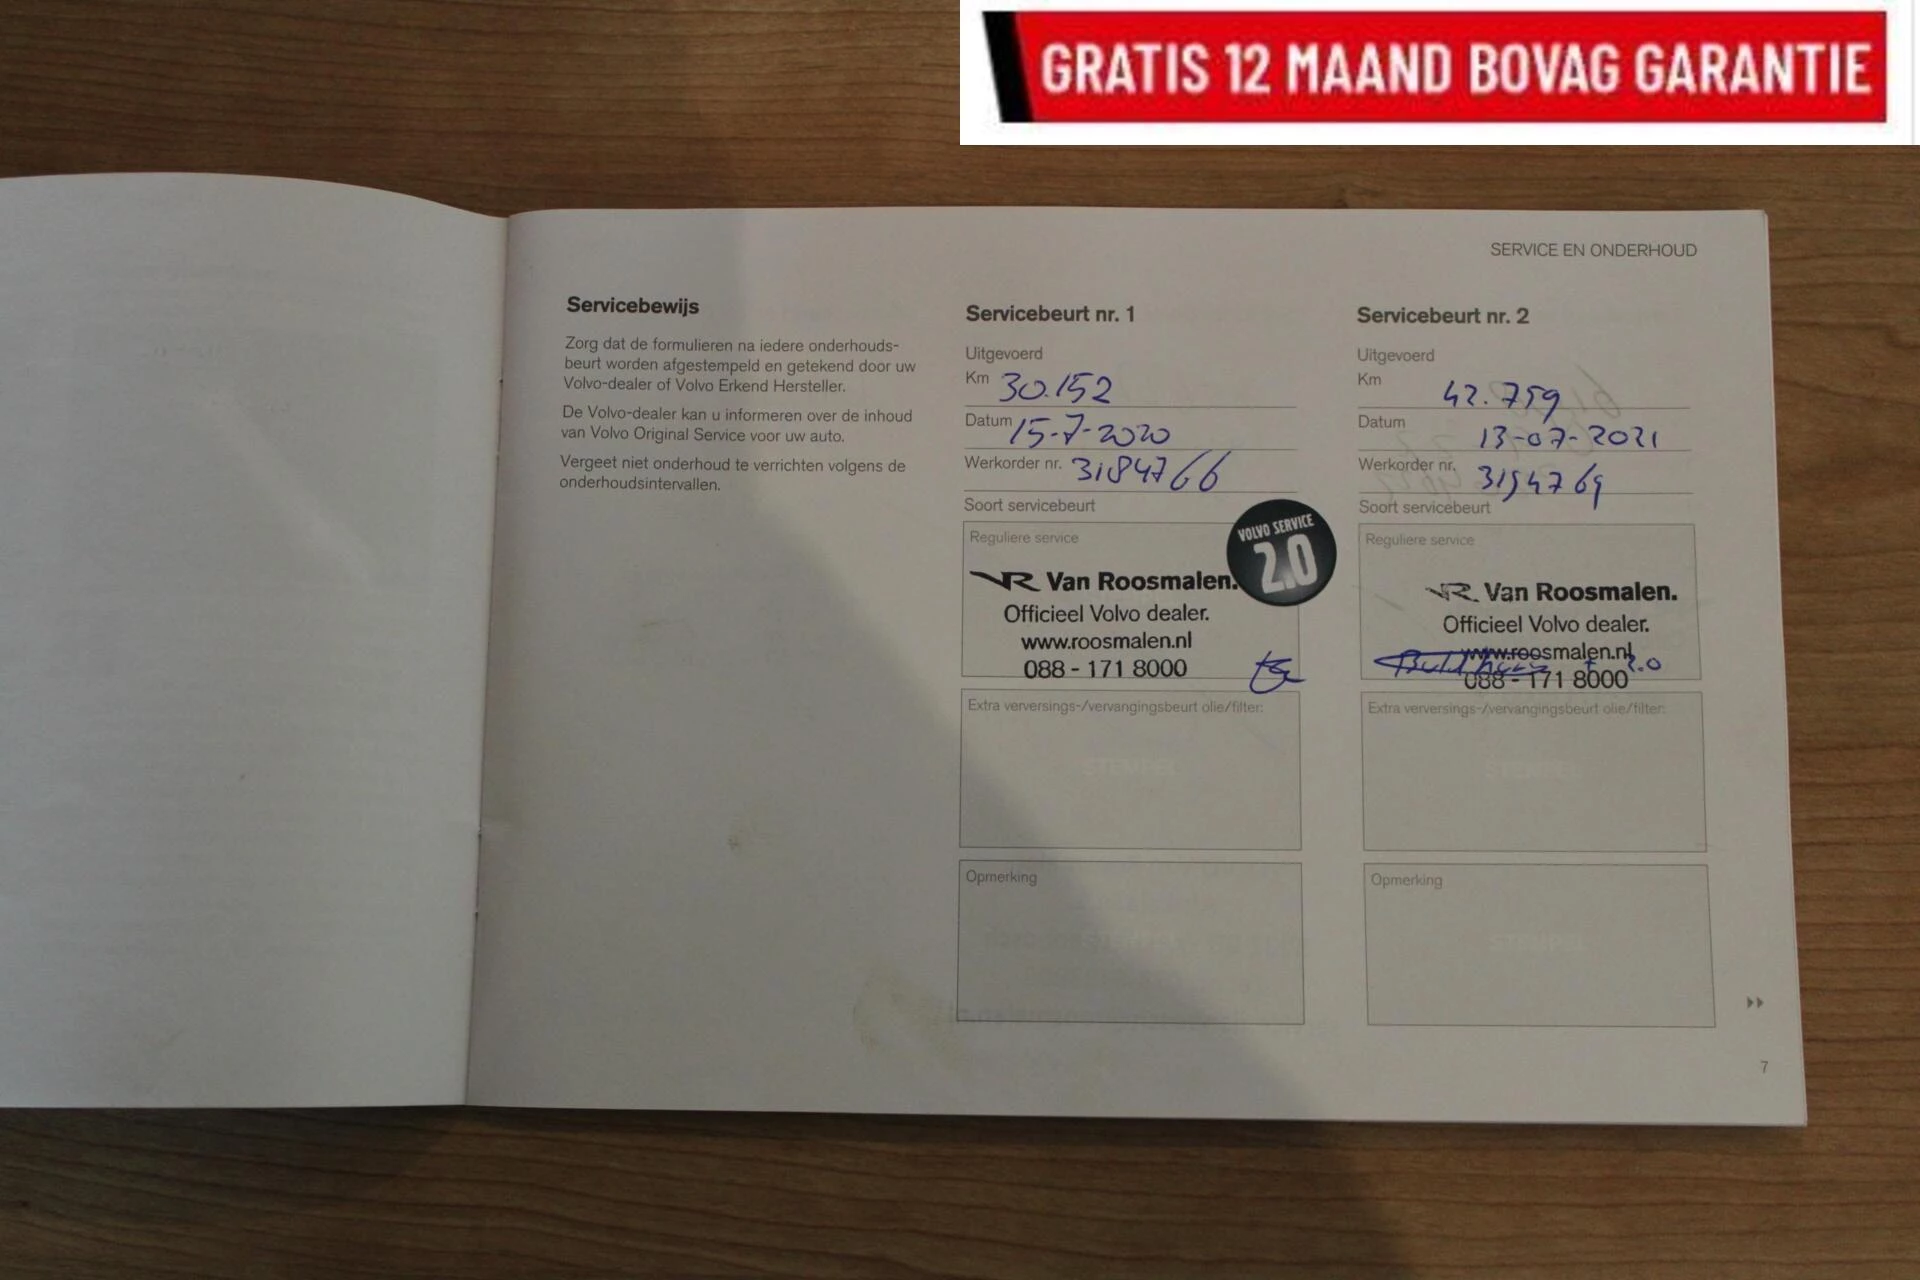 GRATIS 12 MAAND BOVAG GARANTIE
SERVICE EN ONDERHOUD
Servicebewijs
Zorg dat de formulieren na iedere onderhouds-
beurt worden afgestempeld en getekend door uw
Volvo-dealer of Volvo Erkend Hersteller.
De Volvo-dealer kan u informeren over de inhoud
van Volvo Original Service voor uw auto.
Vergeet niet onderhoud te verrichten volgens de
onderhoudsintervallen.
Servicebeurt nr. 1
Uitgevoerd
Km 30.152
Datum 15-7-2020
Werkorder nr. 3184766
Soort servicebeurt
Reguliere service
VOLVO SERVICE
2.0
VR Van Roosmalen.
Officieel Volvo dealer.
www.roosmalen.nl
088 - 171 8000
Extra verversings-/vervangingsbeurt olie/filter:
Opmerking
Servicebeurt nr. 2
Uitgevoerd
Km 42.759
Datum 13-07-2021
Werkorder nr. 3194769
Soort servicebeurt
Reguliere service
VR Van Roosmalen.
Officieel Volvo dealer.
www.roosmalen.nl
2.0
088 - 171 8000
Extra verversings-/vervangingsbeurt olie/filter:
Opmerking
7